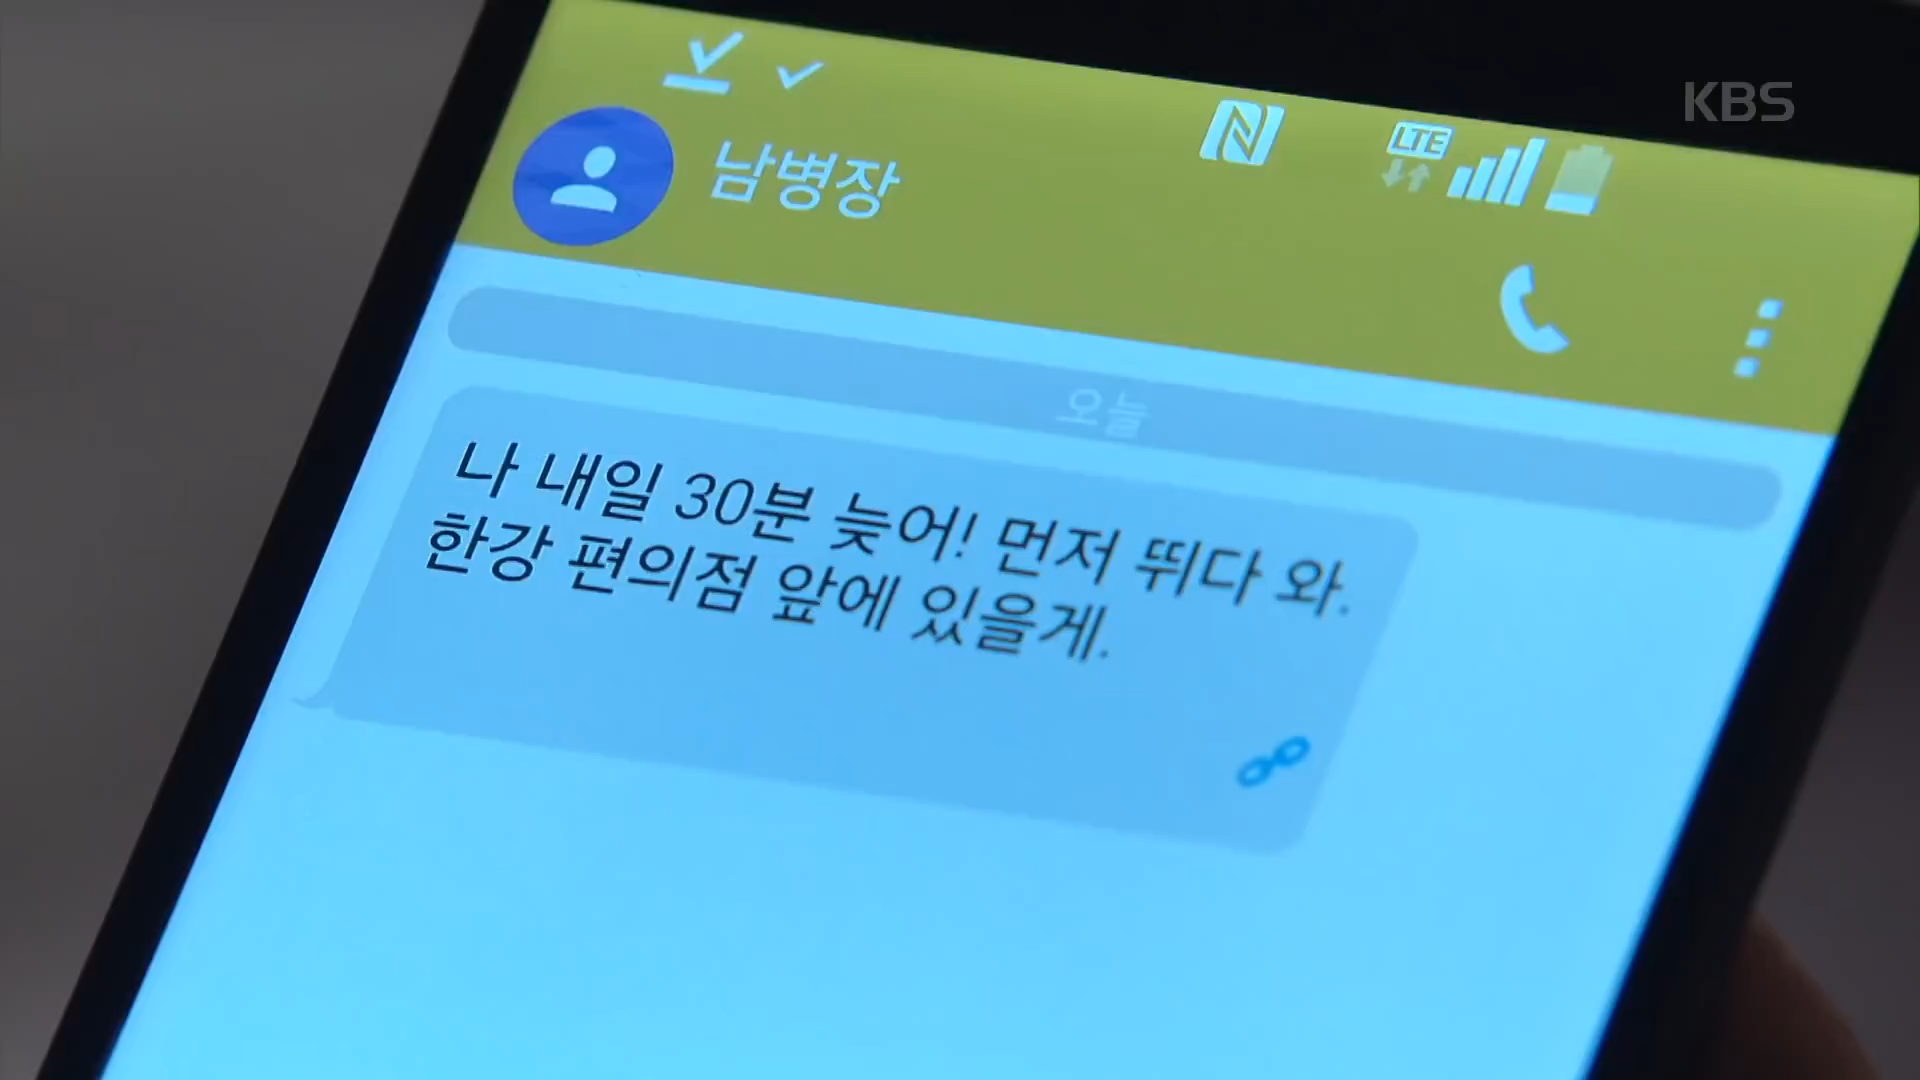 KBS
LTE
남병장
오늘
나 내일 30분 늦어! 먼저 뛰다 와.
한강 편의점 앞에 있을게.